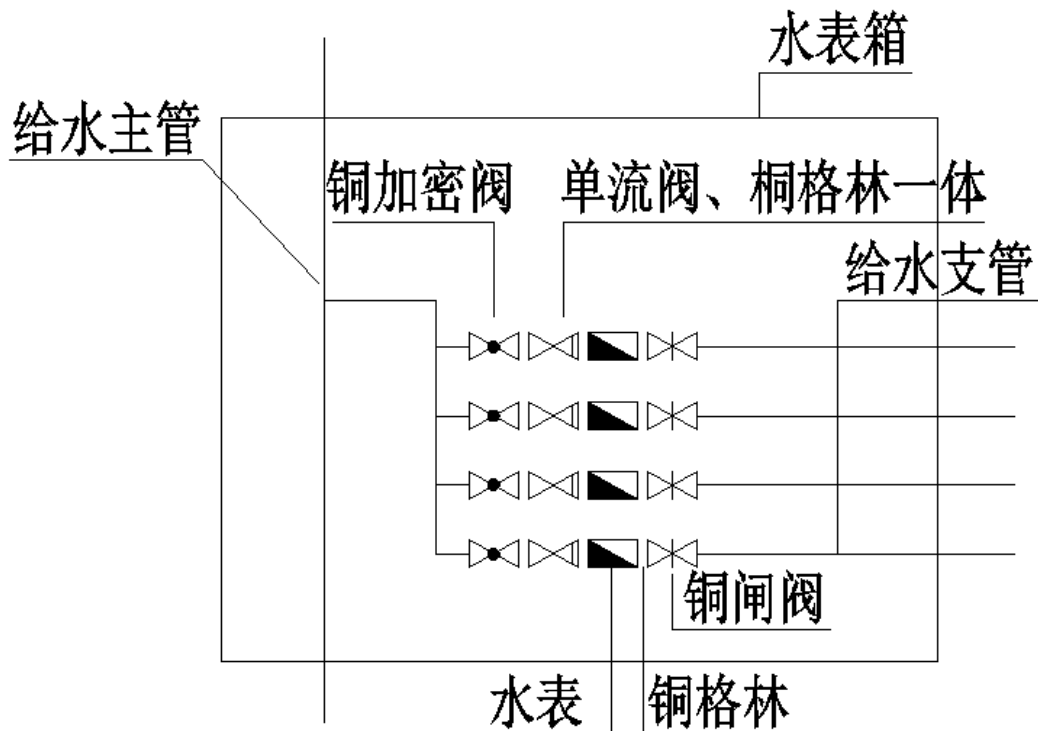 水表箱
给水主管
铜加密阀
单流阀、桐格林一体
给水支管
铜闸阀
水表
铜格林